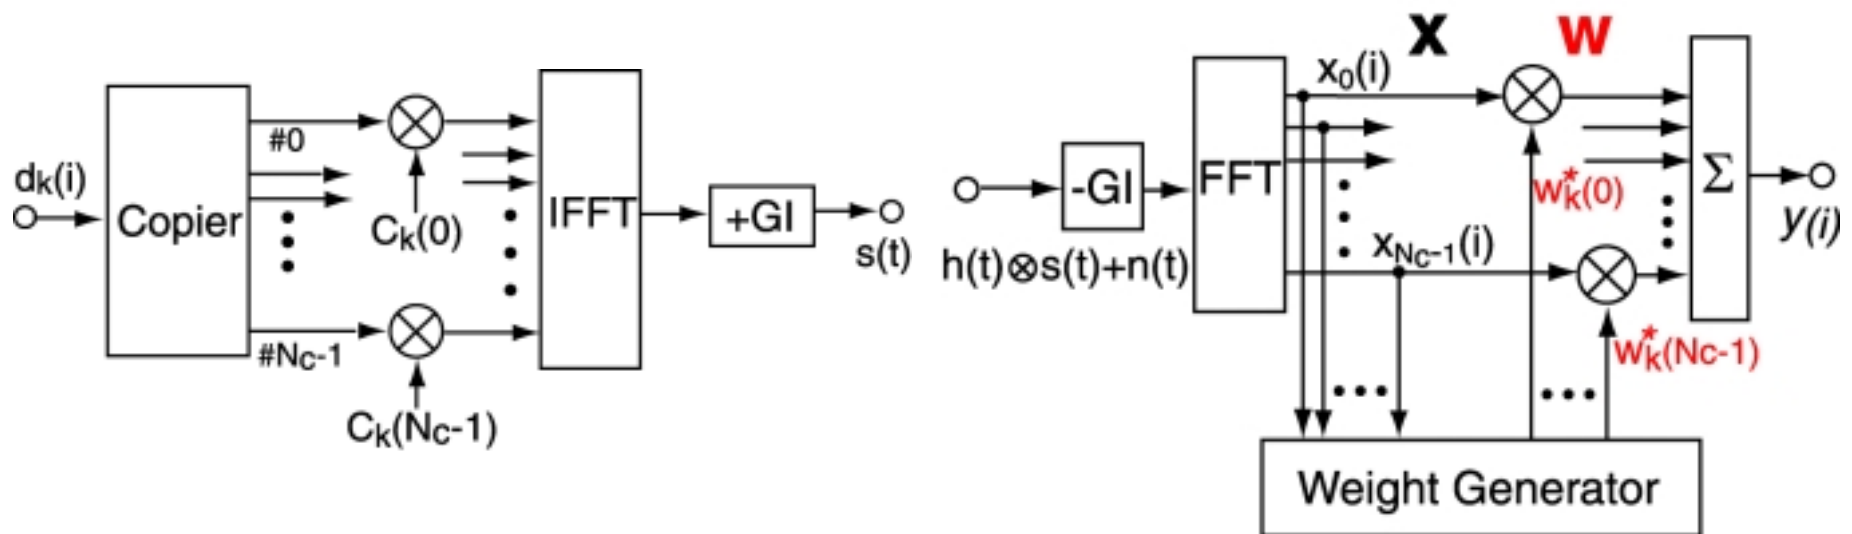 dk(i)
Copier
#0
#Nc-1
Ck(0)
Ck(Nc-1)
IFFT
+GI
s(t)
-GI
h(t)⊗s(t)+n(t)
FFT
X
W
x0(i)
xNc-1(i)
w*k(0)
w*k(Nc-1)
Σ
y(i)
Weight Generator